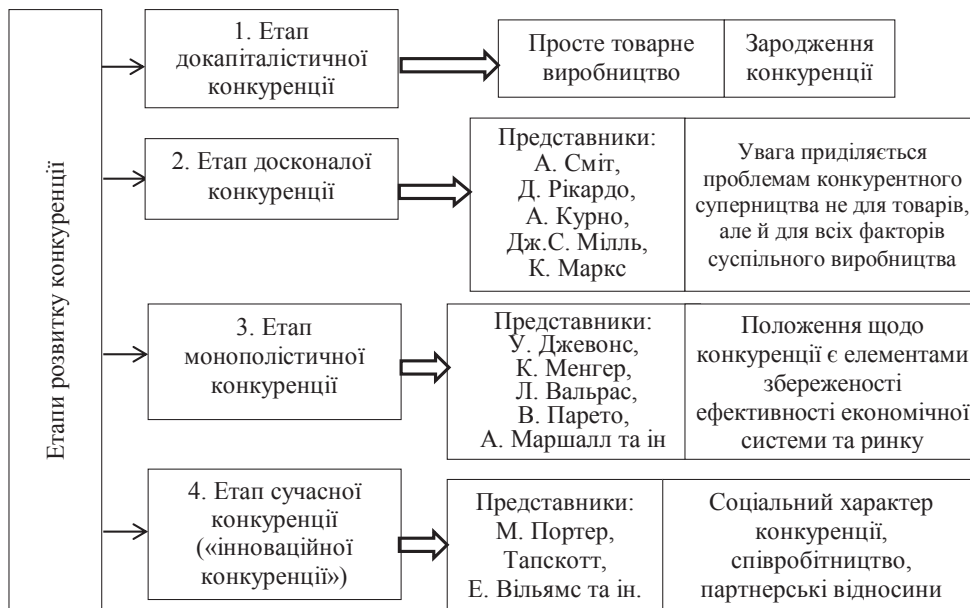 Етапи розвитку конкуренції
1. Етап
докапіталістичної
конкуренції
Просте товарне
виробництво
Зародження
конкуренції
2. Етап досконалої
конкуренції
Представники:
А. Сміт,
Д. Рікардо,
А. Курно,
Дж.С. Мілль,
К. Маркс
Увага приділяється
проблемам конкурентного
суперництва не для товарів,
але й для всіх факторів
суспільного виробництва
3. Етап
монополістичної
конкуренції
Представники:
У. Джевонс,
К. Менгер,
Л. Вальрас,
В. Парето,
А. Маршалл та ін
Положення щодо
конкуренції є елементами
збереженості
ефективності економічної
системи та ринку
4. Етап сучасної
конкуренції
(«інноваційної
конкуренції»)
Представники:
М. Портер,
Тапскотт,
Е. Вільямс та ін.
Соціальний характер
конкуренції,
співробітництво,
партнерські відносини